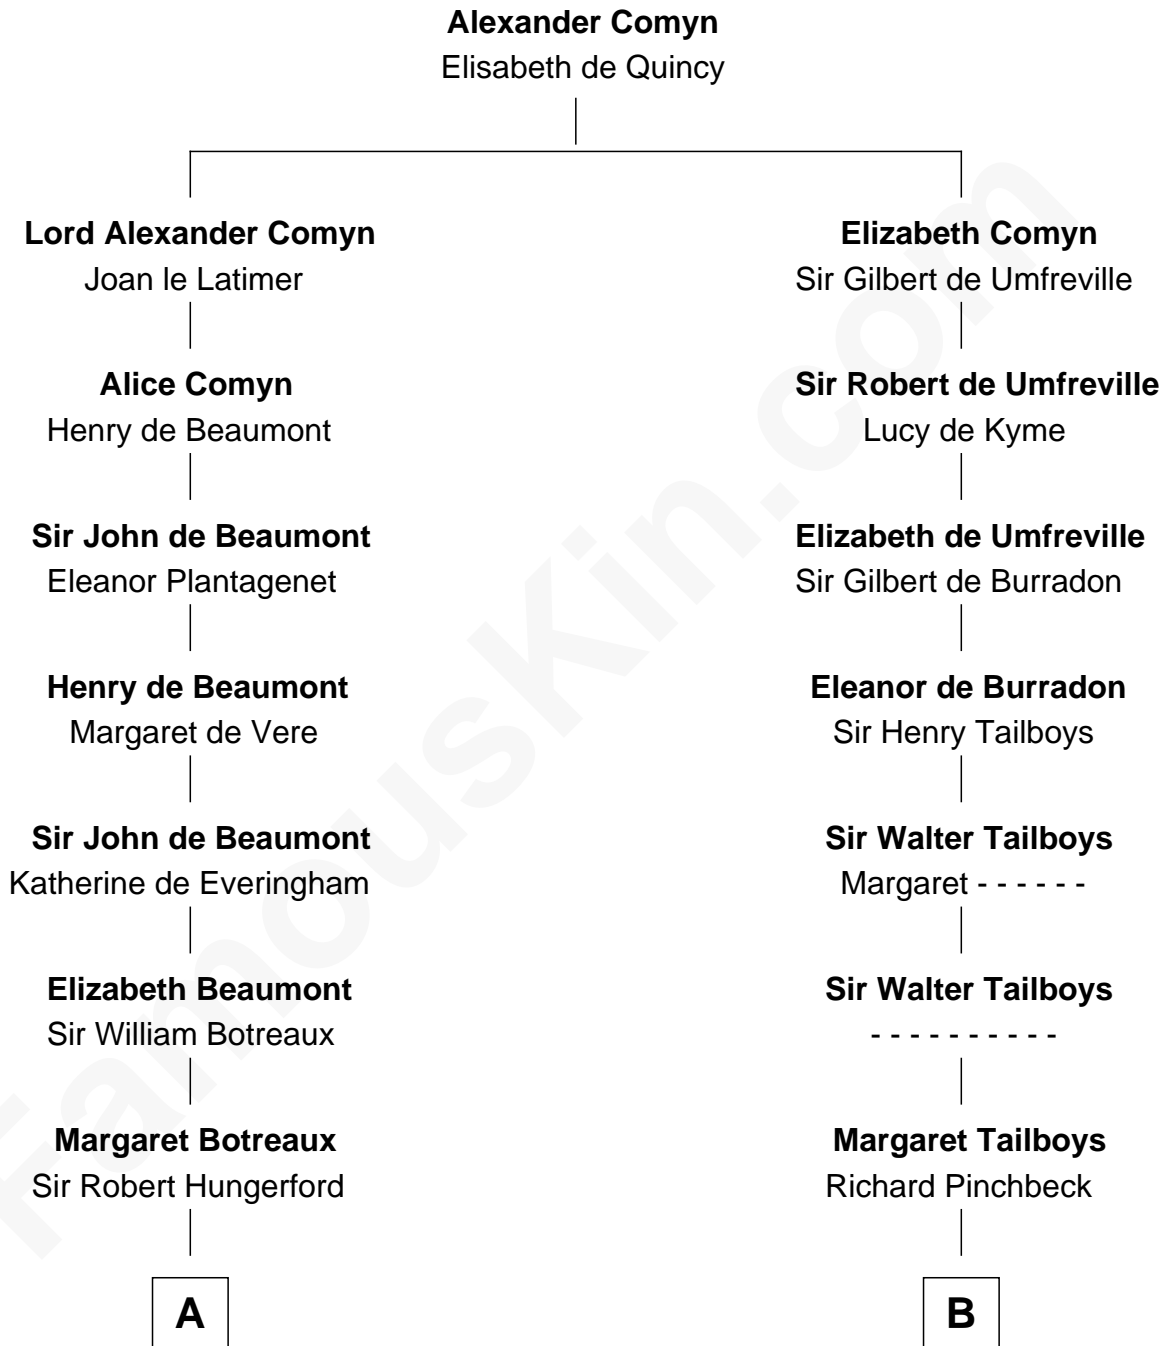 Alexander Comyn
Elisabeth de Quincy
Lord Alexander Comyn
Joan le Latimer
Elizabeth Comyn
Sir Gilbert de Umfreville
Alice Comyn
Henry de Beaumont
Sir Robert de Umfreville
Lucy de Kyme
Sir John de Beaumont
Eleanor Plantagenet
Elizabeth de Umfreville
Sir Gilbert de Burradon
Henry de Beaumont
Margaret de Vere
Eleanor de Burradon
Sir Henry Tailboys
Sir John de Beaumont
Katherine de Everingham
Sir Walter Tailboys
Margaret - - - - - -
Elizabeth Beaumont
Sir William Botreaux
Sir Walter Tailboys
- - - - - - - - - -
Margaret Botreaux
Sir Robert Hungerford
Margaret Tailboys
Richard Pinchbeck
A
B
FamousKin.com